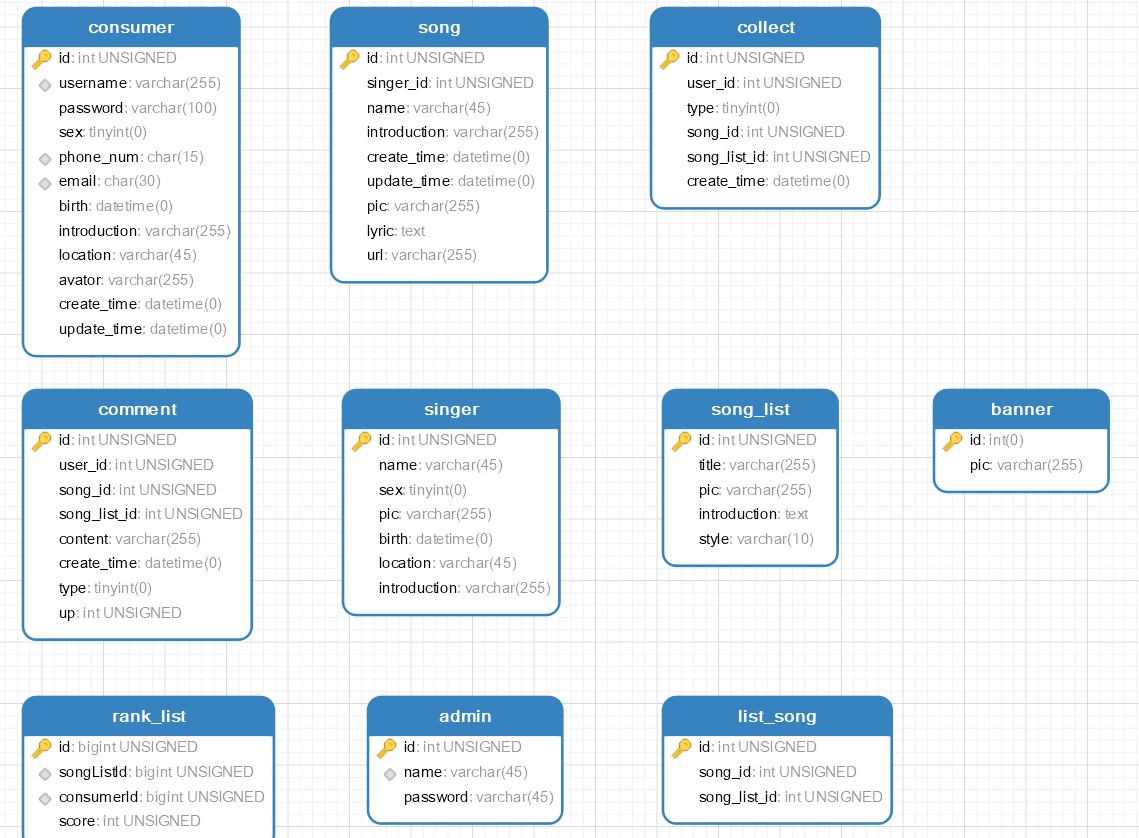 consumer
id: int UNSIGNED
username: varchar(255)
password: varchar(100)
sex: tinyint(0)
phone_num: char(15)
email: char(30)
birth: datetime(0)
introduction: varchar(255)
location: varchar(45)
avator: varchar(255)
create_time: datetime(0)
update_time: datetime(0)
song
id: int UNSIGNED
singer_id: int UNSIGNED
name: varchar(45)
introduction: varchar(255)
create_time: datetime(0)
update_time: datetime(0)
pic: varchar(255)
lyric: text
url: varchar(255)
collect
id: int UNSIGNED
user_id: int UNSIGNED
type: tinyint(0)
song_id: int UNSIGNED
song_list_id: int UNSIGNED
create_time: datetime(0)
comment
id: int UNSIGNED
user_id: int UNSIGNED
song_id: int UNSIGNED
song_list_id: int UNSIGNED
content: varchar(255)
create_time: datetime(0)
type: tinyint(0)
up: int UNSIGNED
singer
id: int UNSIGNED
name: varchar(45)
sex: tinyint(0)
pic: varchar(255)
birth: datetime(0)
location: varchar(45)
introduction: varchar(255)
song_list
id: int UNSIGNED
title: varchar(255)
pic: varchar(255)
introduction: text
style: varchar(10)
banner
id: int(0)
pic: varchar(255)
rank_list
id: bigint UNSIGNED
songListId: bigint UNSIGNED
consumerId: bigint UNSIGNED
score: int UNSIGNED
admin
id: int UNSIGNED
name: varchar(45)
password: varchar(45)
list_song
id: int UNSIGNED
song_id: int UNSIGNED
song_list_id: int UNSIGNED